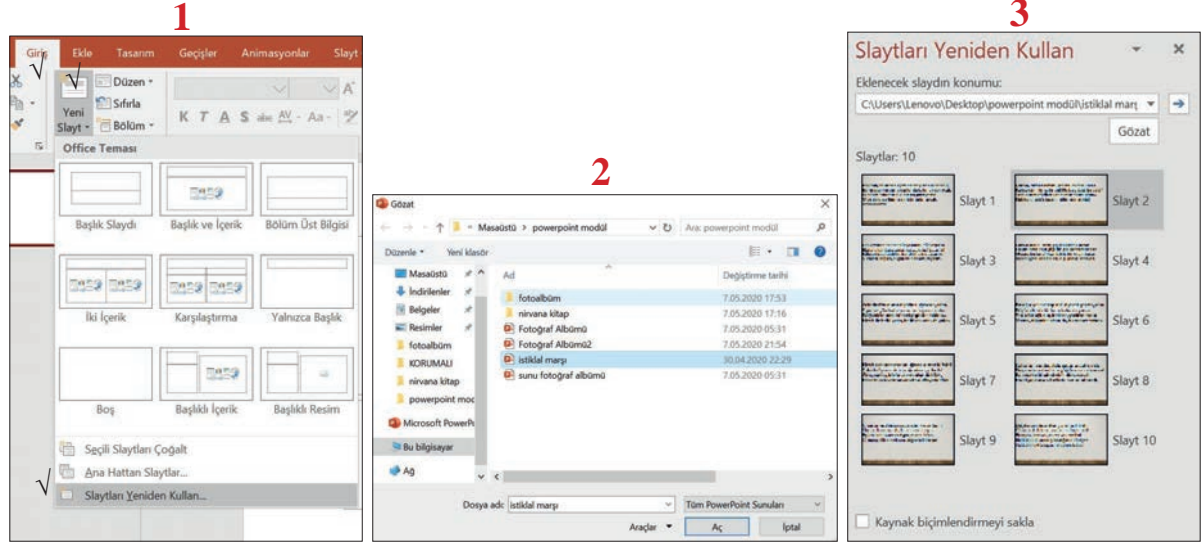 1
Giriş Ekle Tasarım Geçişler Animasyonlar Slayt
Yeni Slayt
Düzen
Sıfırla
Bölüm
K T A S abc AV Aa A
Office Teması
Başlık Slaydı Başlık ve İçerik Bölüm Üst Bilgisi
İki İçerik Karşılaştırma Yalnızca Başlık
Boş Başlıklı İçerik Başlıklı Resim
Seçili Slaytları Çoğalt
Ana Hattan Slaytlar...
Slaytları Yeniden Kullan...
2
Gözat
Masaüstü > powerpoint modül Ara: powerpoint modül
Düzenle Yeni klasör
Masaüstü
İndirilenler
Belgeler
Resimler
fotoalbüm
KORUMALI
nirvana kitap
powerpoint mod
Microsoft PowerPo
Bu bilgisayar
Ağ
Ad Değiştirme tarihi
fotoalbüm 7.05.2020 17:53
nirvana kitap 7.05.2020 17:16
Fotoğraf Albümü 7.05.2020 05:31
Fotoğraf Albümü2 7.05.2020 21:54
istiklal marşı 30.04.2020 22:29
sunu fotoğraf albümü 7.05.2020 05:31
Dosya adı: istiklal marşı Tüm PowerPoint Sunuları
Araçlar Aç İptal
3
Slaytları Yeniden Kullan
Eklenecek slaydın konumu:
C:\Users\Lenovo\Desktop\powerpoint modül\istiklal marş
Gözat
Slaytlar: 10
Slayt 1 Slayt 2
Slayt 3 Slayt 4
Slayt 5 Slayt 6
Slayt 7 Slayt 8
Slayt 9 Slayt 10
Kaynak biçimlendirmeyi sakla